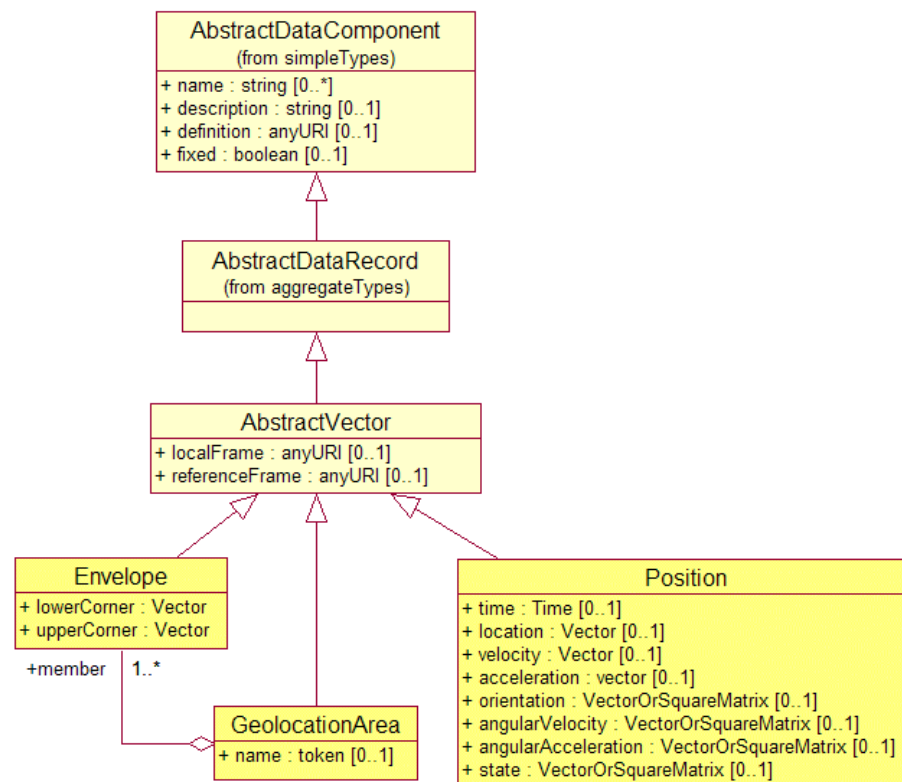 AbstractDataComponent
(from simpleTypes)
+ name : string [0..*]
+ description : string [0..1]
+ definition : anyURI [0..1]
+ fixed : boolean [0..1]
AbstractDataRecord
(from aggregateTypes)
AbstractVector
+ localFrame : anyURI [0..1]
+ referenceFrame : anyURI [0..1]
Envelope
+ lowerCorner : Vector
+ upperCorner : Vector
+member 1..*
GeolocationArea
+ name : token [0..1]
Position
+ time : Time [0..1]
+ location : Vector [0..1]
+ velocity : Vector [0..1]
+ acceleration : vector [0..1]
+ orientation : VectorOrSquareMatrix [0..1]
+ angularVelocity : VectorOrSquareMatrix [0..1]
+ angularAcceleration : VectorOrSquareMatrix [0..1]
+ state : VectorOrSquareMatrix [0..1]